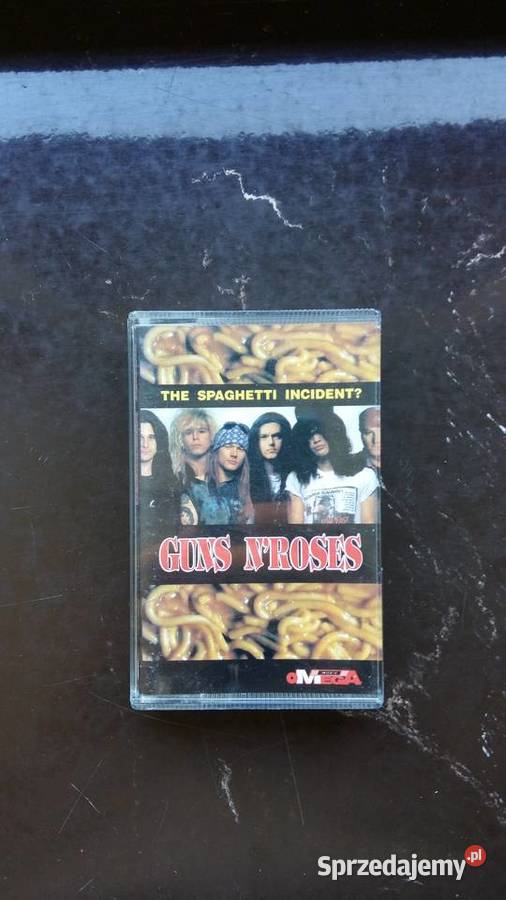 THE SPAGHETTI INCIDENT?
GUNS N'ROSES
OMEGA
Sprzedajemy.pl